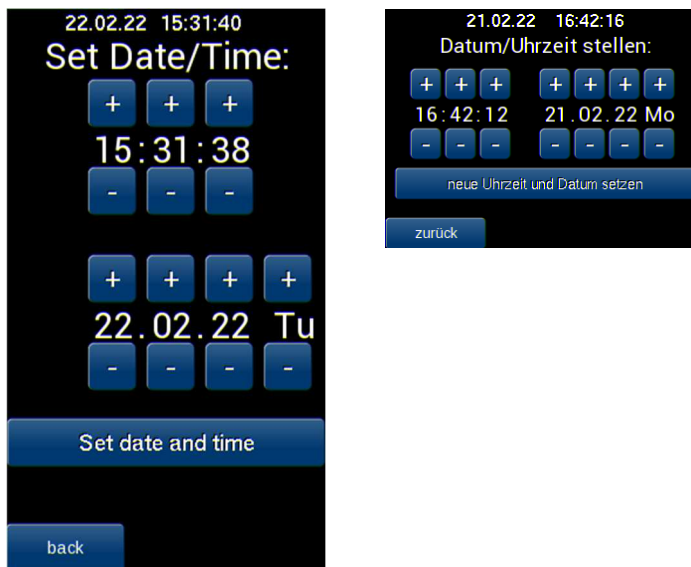 22.02.22 15:31:40
Set Date/Time:
+ + +
15:31:38
- - -
+ + + +
22.02.22 Tu
- - - -
Set date and time
back
21.02.22 16:42:16
Datum/Uhrzeit stellen:
+ + + + + + +
16:42:12 21.02.22 Mo
- - - - - - -
neue Uhrzeit und Datum setzen
zurück